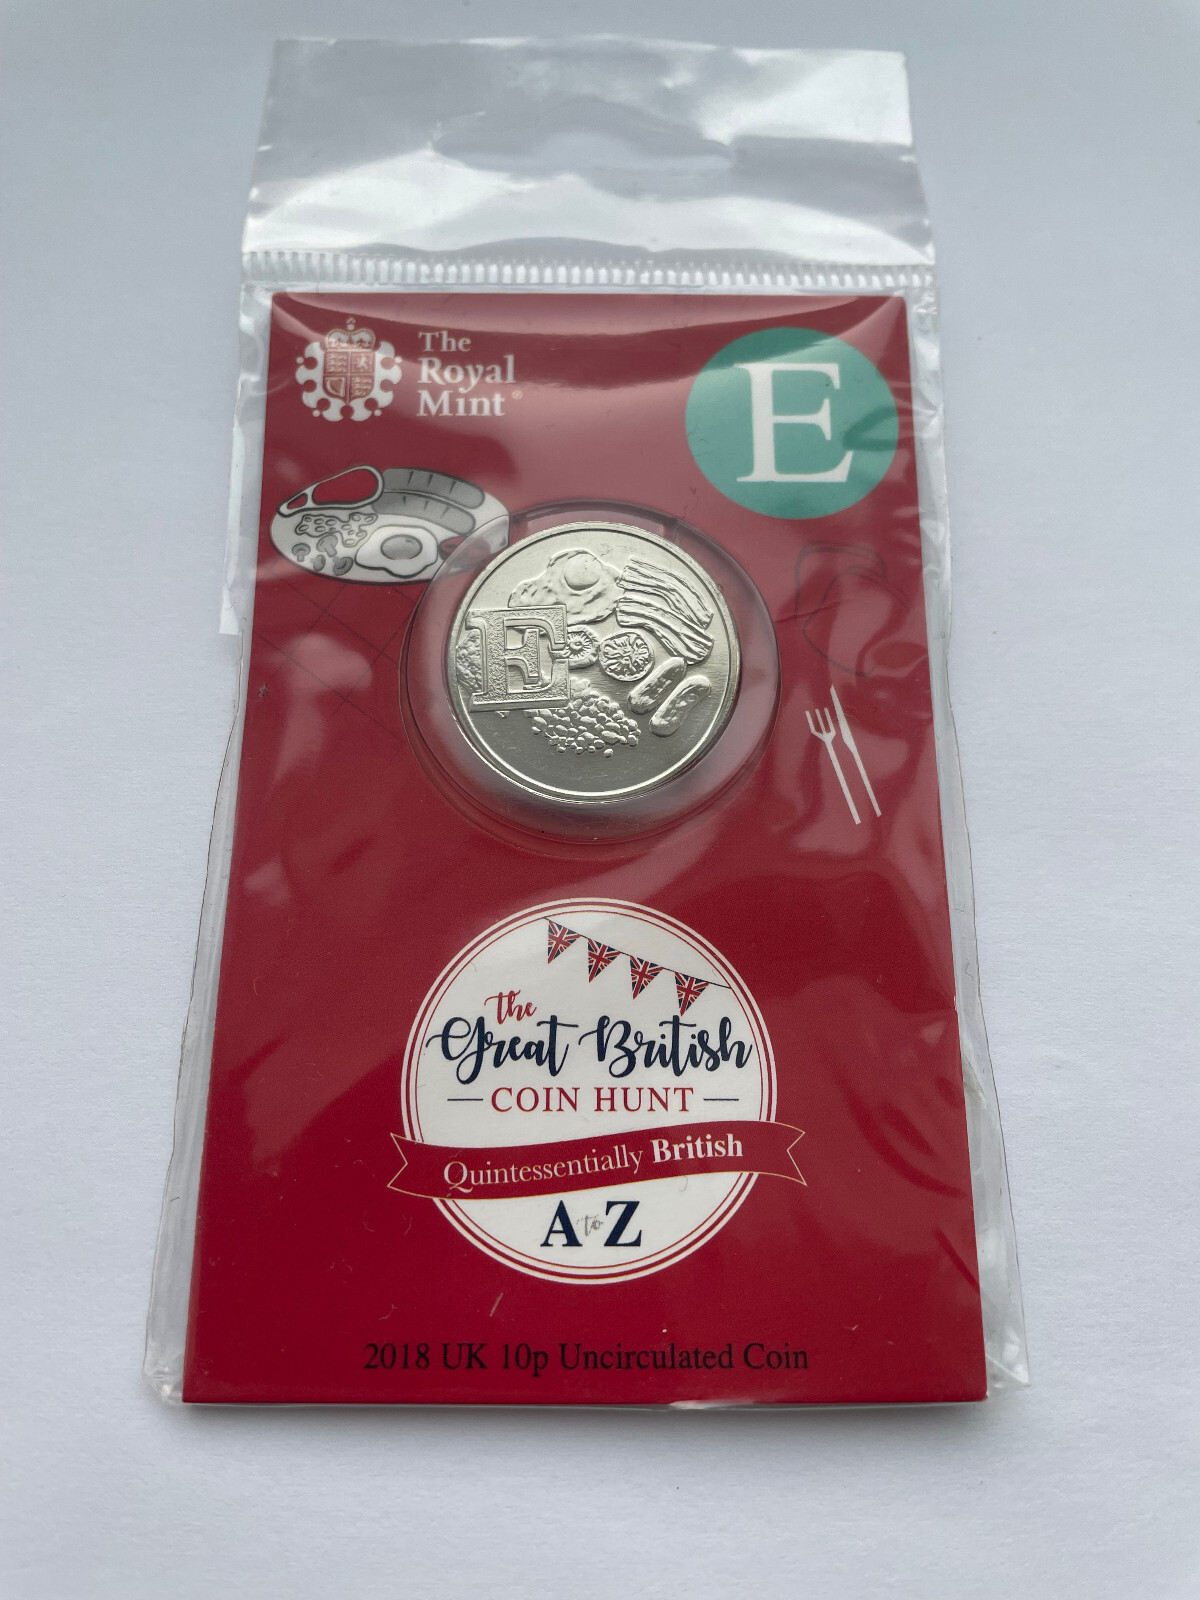 The
Royal
Mint®
E
E
the
Great British
COIN HUNT
Quintessentially British
A to Z
2018 UK 10p Uncirculated Coin